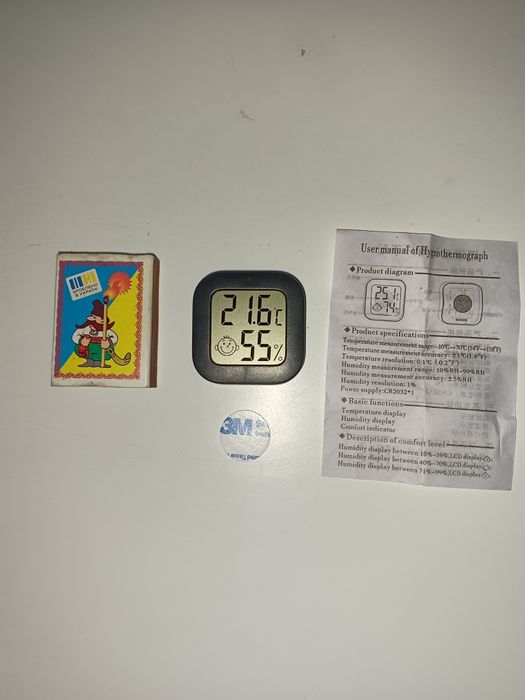 ЗРОБЛЕНО
В УКРАЇНІ
21.6℃
55%
3M
User manual of Hygrothermograph
◆Product diagram
25.1℃
74%
◆Product specifications
Temperature measurement range: -10℃~+70℃(14℉~+158℉)
Temperature measurement accuracy: ±1℃(1.8℉)
Temperature resolution: 0.1℃ (0.2℉)
Humidity measurement range: 10%RH~99%RH
Humidity measurement accuracy: ±5%RH
Humidity resolution: 1%
Power supply:CR2032*1
◆Basic functions
Temperature display
Humidity display
Comfort indicator
◆Description of comfort level
Humidity display between 10%~39%,LCD display
Humidity display between 40%~70%,LCD display
Humidity display between 71%~99%,LCD display